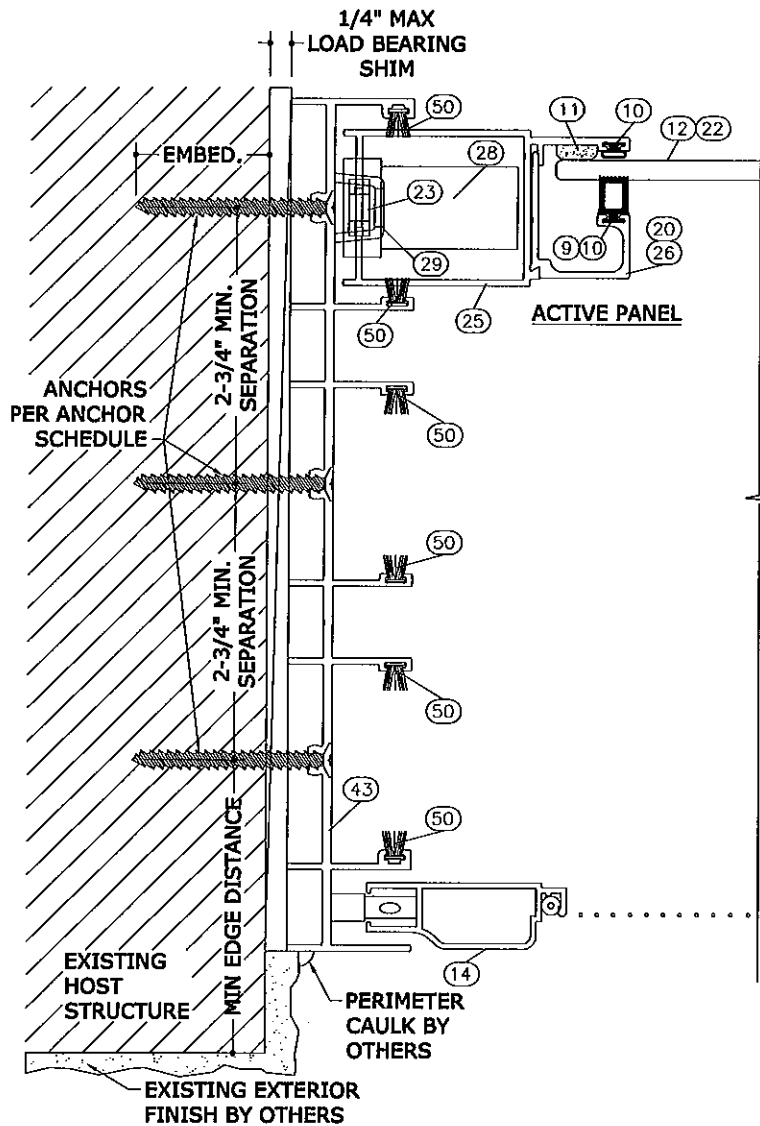 1/4" MAX
LOAD BEARING
SHIM
50
11
10
12 22
EMBED.
28
23
29
9 10
20
26
50
25
ACTIVE PANEL
2-3/4" MIN.
SEPARATION
ANCHORS
PER ANCHOR
SCHEDULE
50
50
2-3/4" MIN.
SEPARATION
50
43
50
MIN EDGE DISTANCE
EXISTING
HOST
STRUCTURE
14
PERIMETER
CAULK BY
OTHERS
EXISTING EXTERIOR
FINISH BY OTHERS